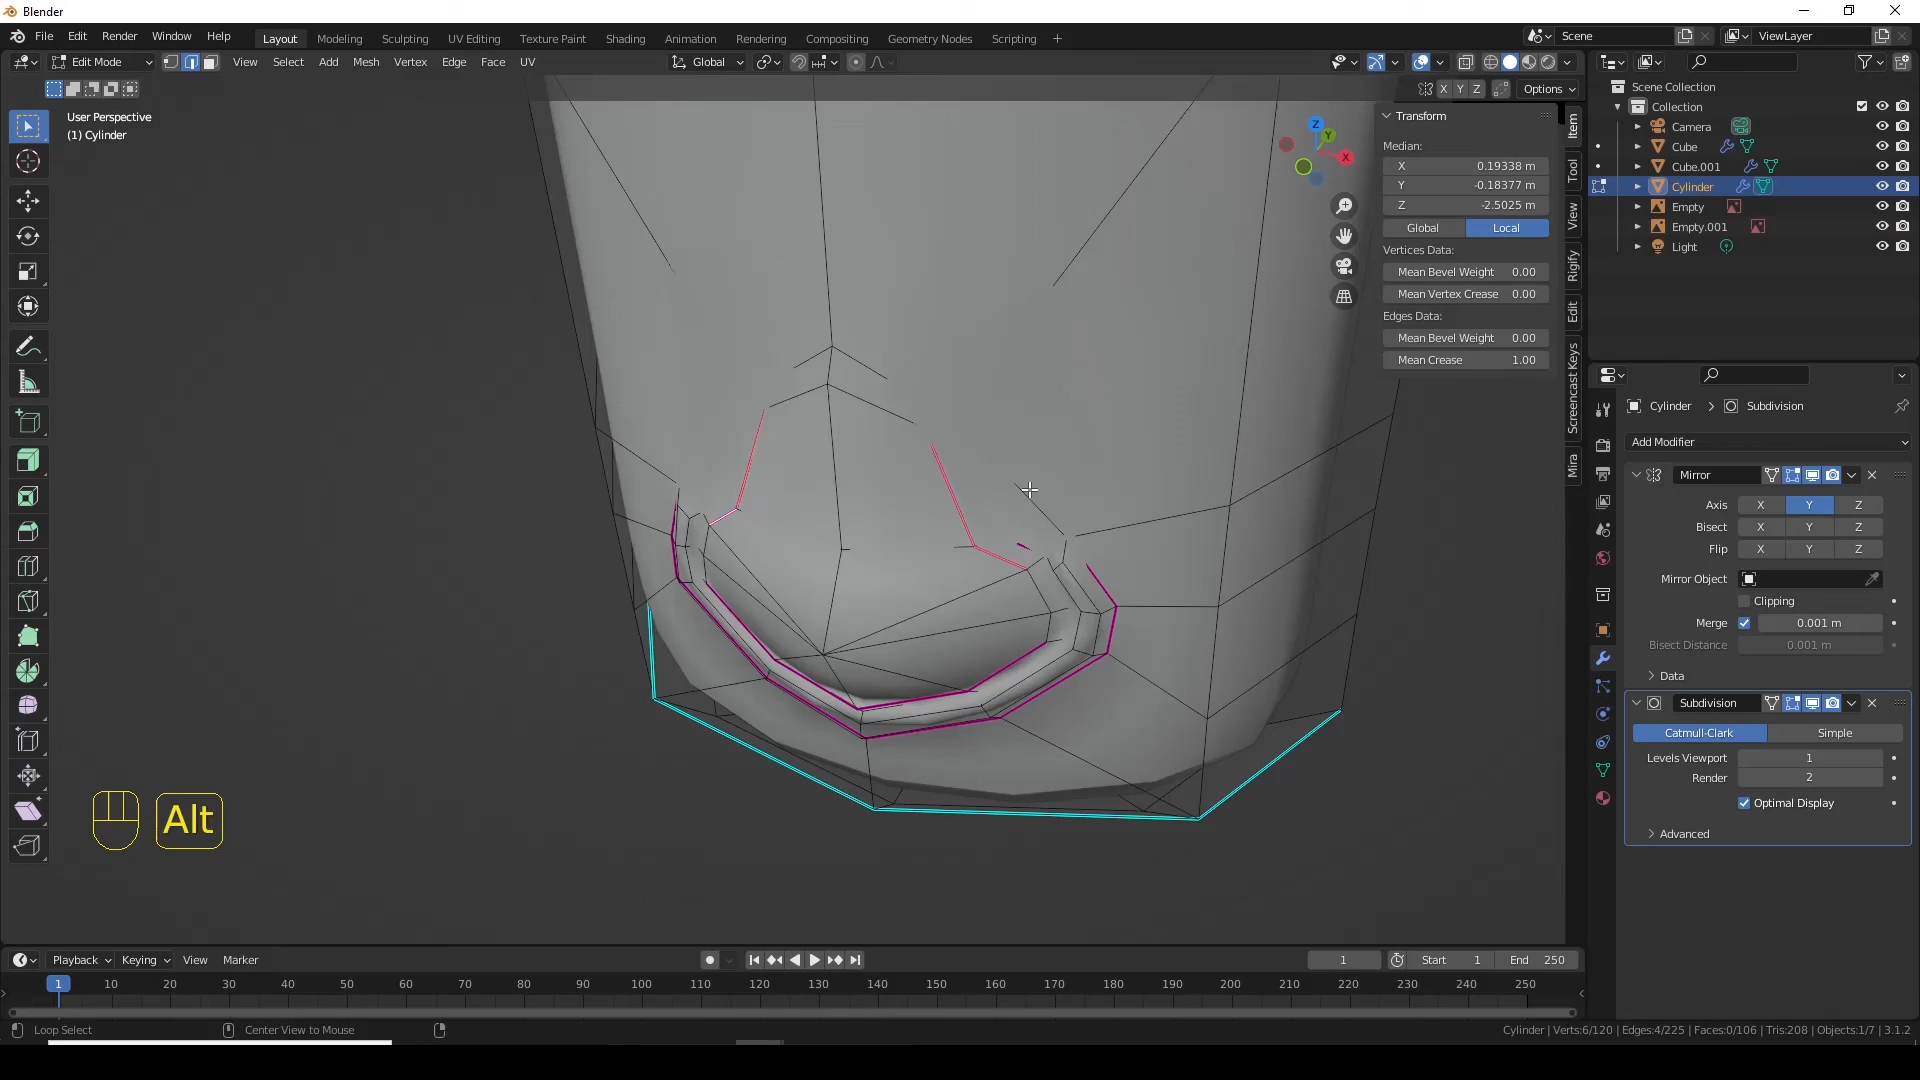 Blender
File Edit Render Window Help
Layout Modeling Sculpting UV Editing Texture Paint Shading Animation Rendering Compositing Geometry Nodes Scripting +
Scene
ViewLayer
Edit Mode
View Select Add Mesh Vertex Edge Face UV
Global
X Y Z
Options
User Perspective
(1) Cylinder
Z
Y
X
Transform
Median:
X 0.19338 m
Y -0.18377 m
Z -2.5025 m
Global Local
Vertices Data:
Mean Bevel Weight 0.00
Mean Vertex Crease 0.00
Edges Data:
Mean Bevel Weight 0.00
Mean Crease 1.00
Item
Tool
View
Rigify
Edit
Screencast Keys
Mira
Scene Collection
Collection
Camera
Cube
Cube.001
Cylinder
Empty
Empty.001
Light
Cylinder > Subdivision
Add Modifier
Mirror
Axis X Y Z
Bisect X Y Z
Flip X Y Z
Mirror Object
Clipping
Merge 0.001 m
Bisect Distance 0.001 m
Data
Subdivision
Catmull-Clark Simple
Levels Viewport 1
Render 2
Optimal Display
Advanced
Alt
Playback Keying View Marker
1
Start 1
End 250
1 10 20 30 40 50 60 70 80 90 100 110 120 130 140 150 160 170 180 190 200 210 220 230 240 250
Loop Select
Center View to Mouse
Cylinder | Verts:6/120 | Edges:4/225 | Faces:0/106 | Tris:208 | Objects:1/7 | 3.1.2